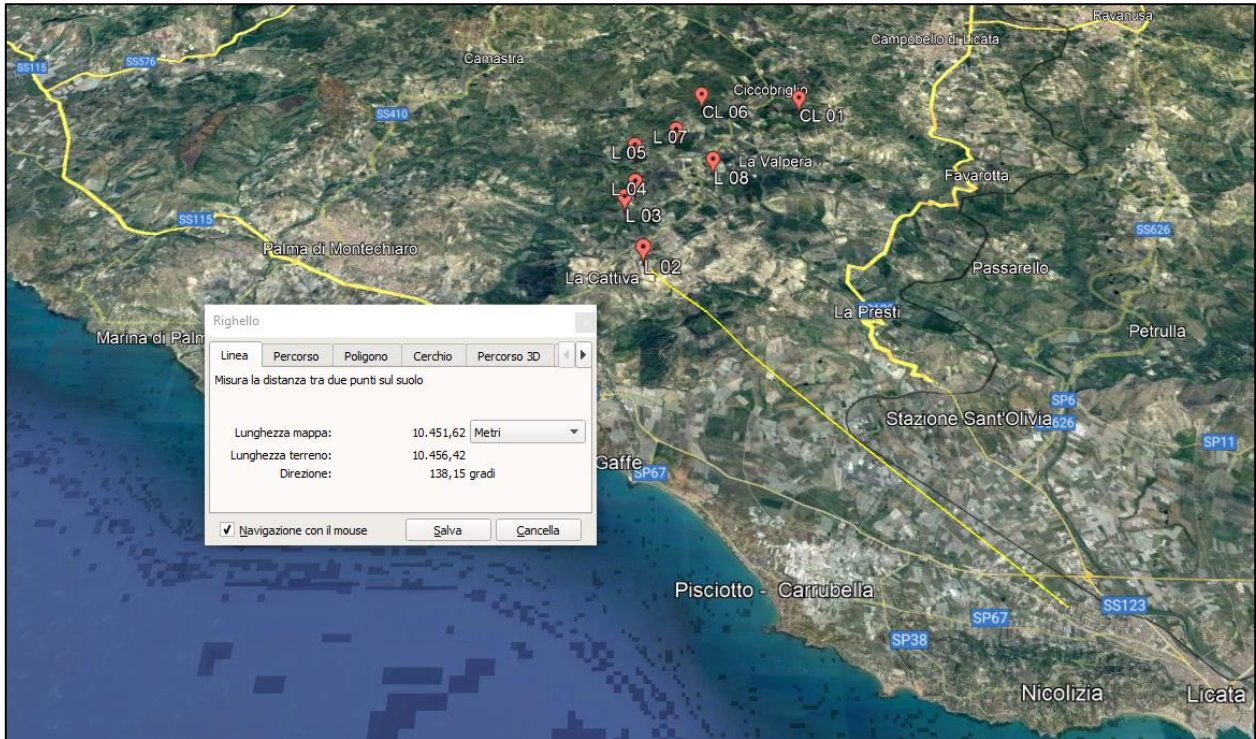 Ravanusa
Campobello di Licata
SS115
SS576
Camastra
Ciccobriglio
CL 06
CL 01
SS410
L 07
L 05
La Valpera
L 08
Favarotta
L 04
L 03
SS115
SS626
Palma di Montechiaro
L 02
La Cattiva
Passarello
La Presti
Marina di Palm
Petrulla
Righello
Linea Percorso Poligono Cerchio Percorso 3D
Misura la distanza tra due punti sul suolo
Lunghezza mappa: 10.451,62 Metri
Lunghezza terreno: 10.456,42
Direzione: 138,15 gradi
Navigazione con il mouse Salva Cancella
SP6
Stazione Sant'Olivia
626
SP11
Gaffe
SP67
Pisciotto - Carrubella
SS123
SP67
SP38
Nicolizia
Licata